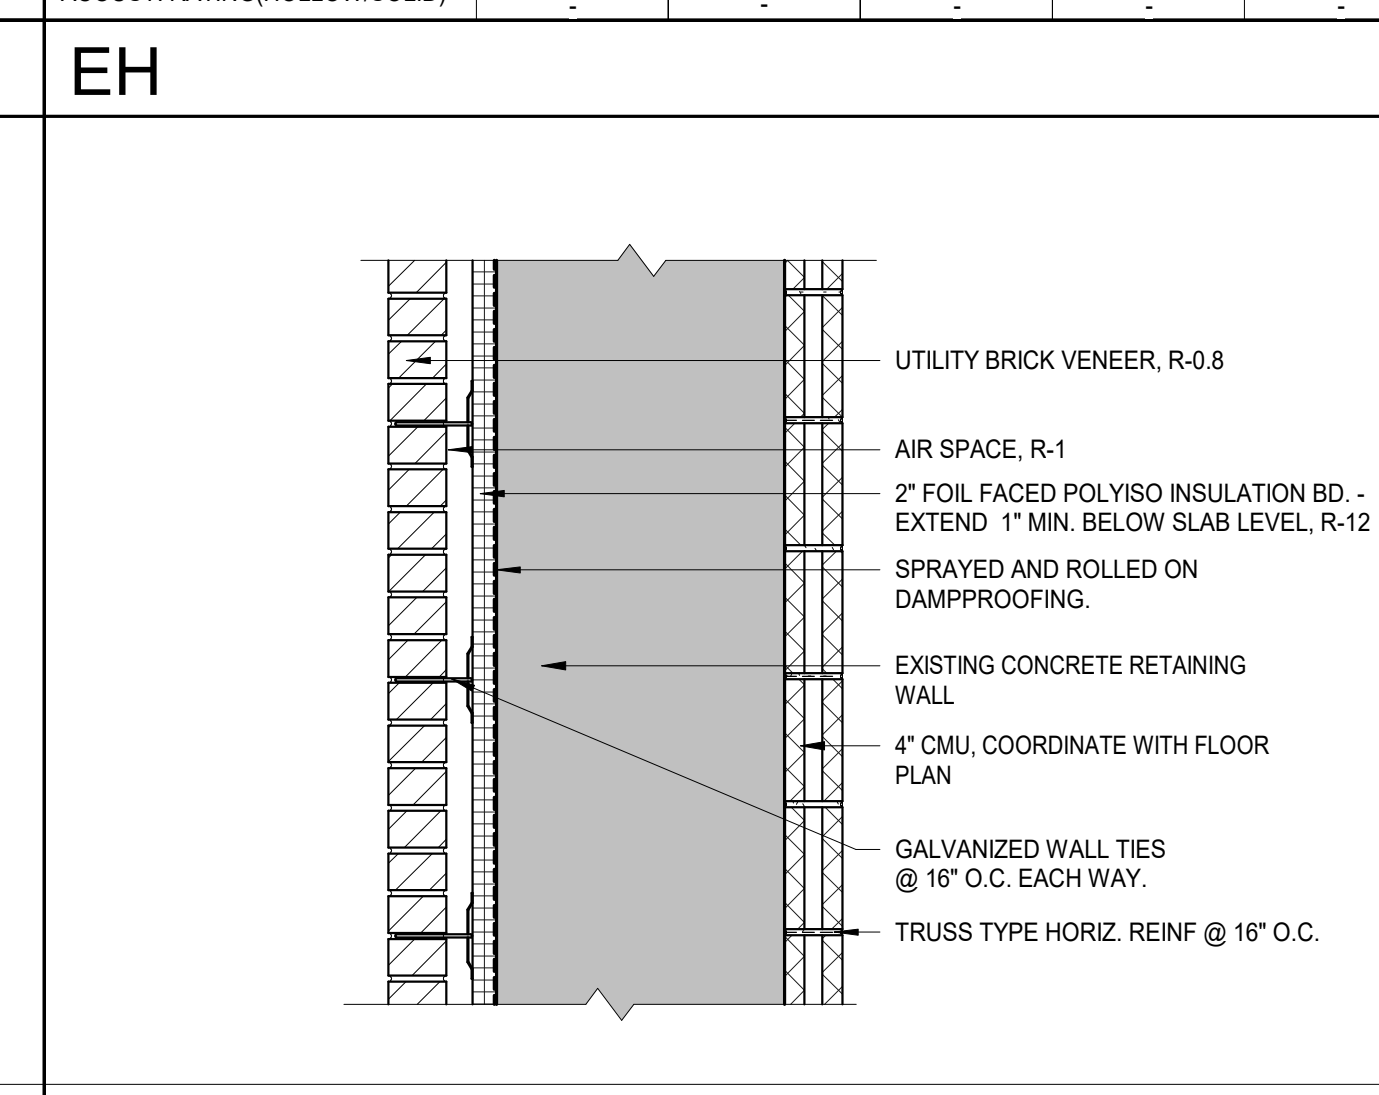 EH
UTILITY BRICK VENEER, R-0.8
AIR SPACE, R-1
2" FOIL FACED POLYISO INSULATION BD. -
EXTEND 1" MIN. BELOW SLAB LEVEL, R-12
SPRAYED AND ROLLED ON
DAMPPROOFING.
EXISTING CONCRETE RETAINING
WALL
4" CMU, COORDINATE WITH FLOOR
PLAN
GALVANIZED WALL TIES
@ 16" O.C. EACH WAY.
TRUSS TYPE HORIZ. REINF @ 16" O.C.